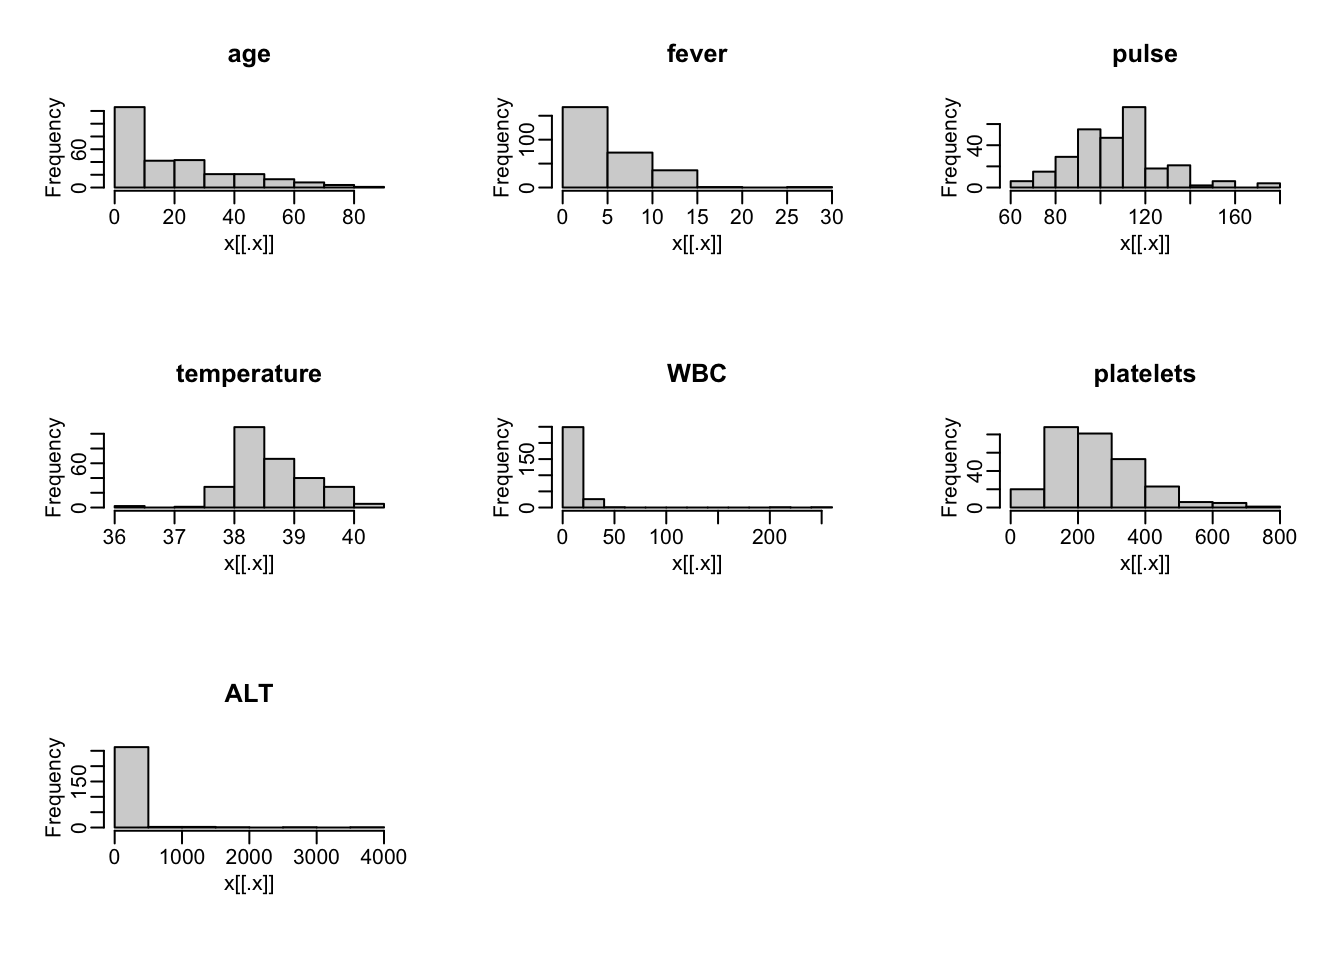 age
Frequency
0 60
0 20 40 60 80
x[[.x]]
fever
Frequency
0 100
0 5 10 15 20 25 30
x[[.x]]
pulse
Frequency
0 40
60 80 120 160
x[[.x]]
temperature
Frequency
0 60
36 37 38 39 40
x[[.x]]
WBC
Frequency
0 150
0 50 100 200
x[[.x]]
platelets
Frequency
0 40
0 200 400 600 800
x[[.x]]
ALT
Frequency
0 150
0 1000 2000 3000 4000
x[[.x]]